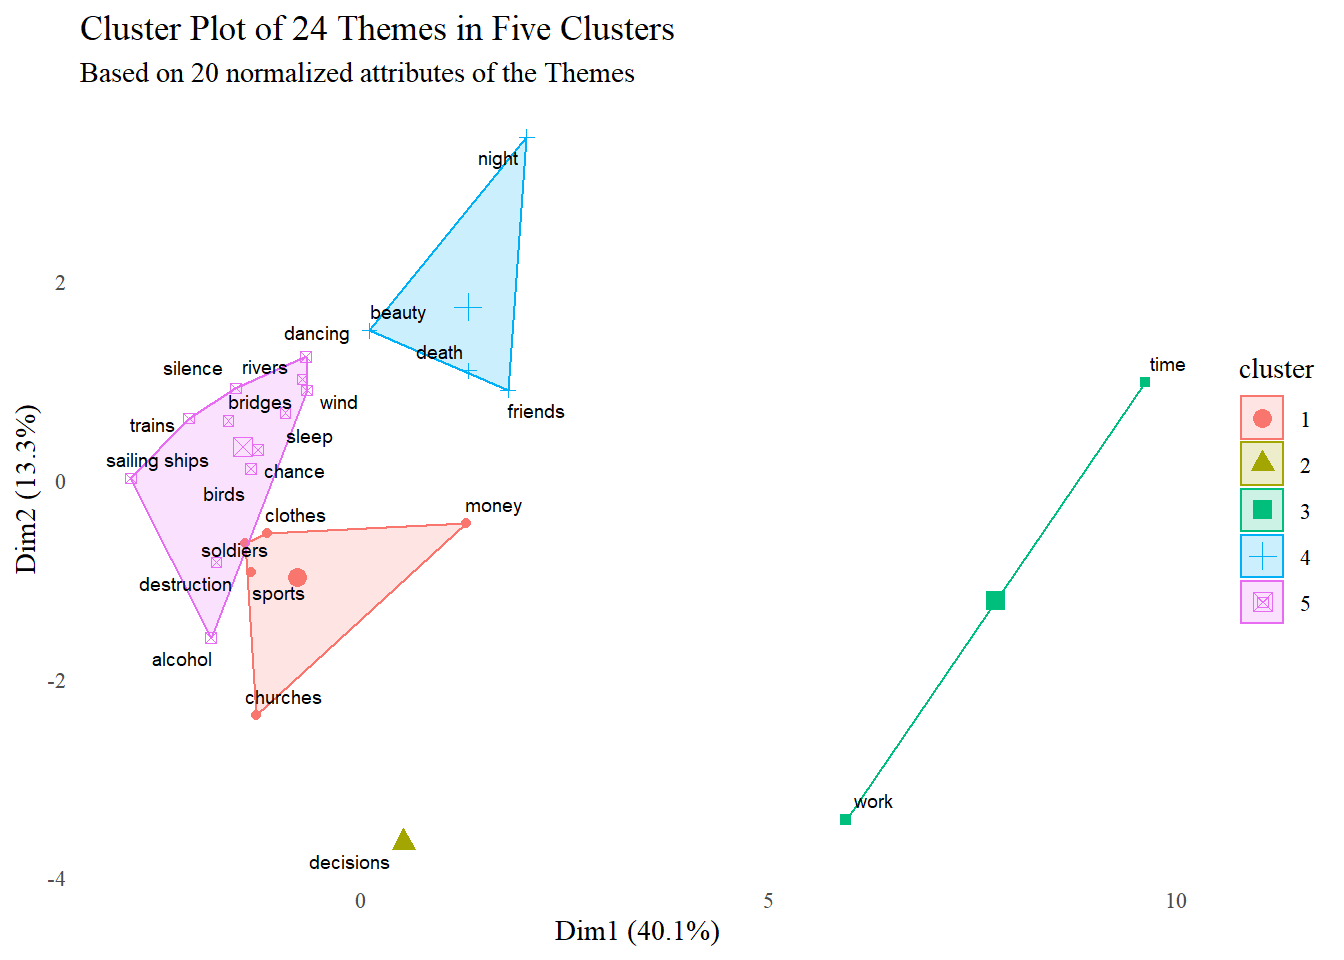 Cluster Plot of 24 Themes in Five Clusters
Based on 20 normalized attributes of the Themes
night
beauty
dancing
death
time
silence
rivers
cluster
bridges
wind
friends
1
trains
sleep
2
sailing ships
chance
birds
money
3
clothes
soldiers
4
destruction
sports
5
alcohol
churches
work
decisions
2
0
-2
-4
0
5
10
Dim1 (40.1%)
Dim2 (13.3%)